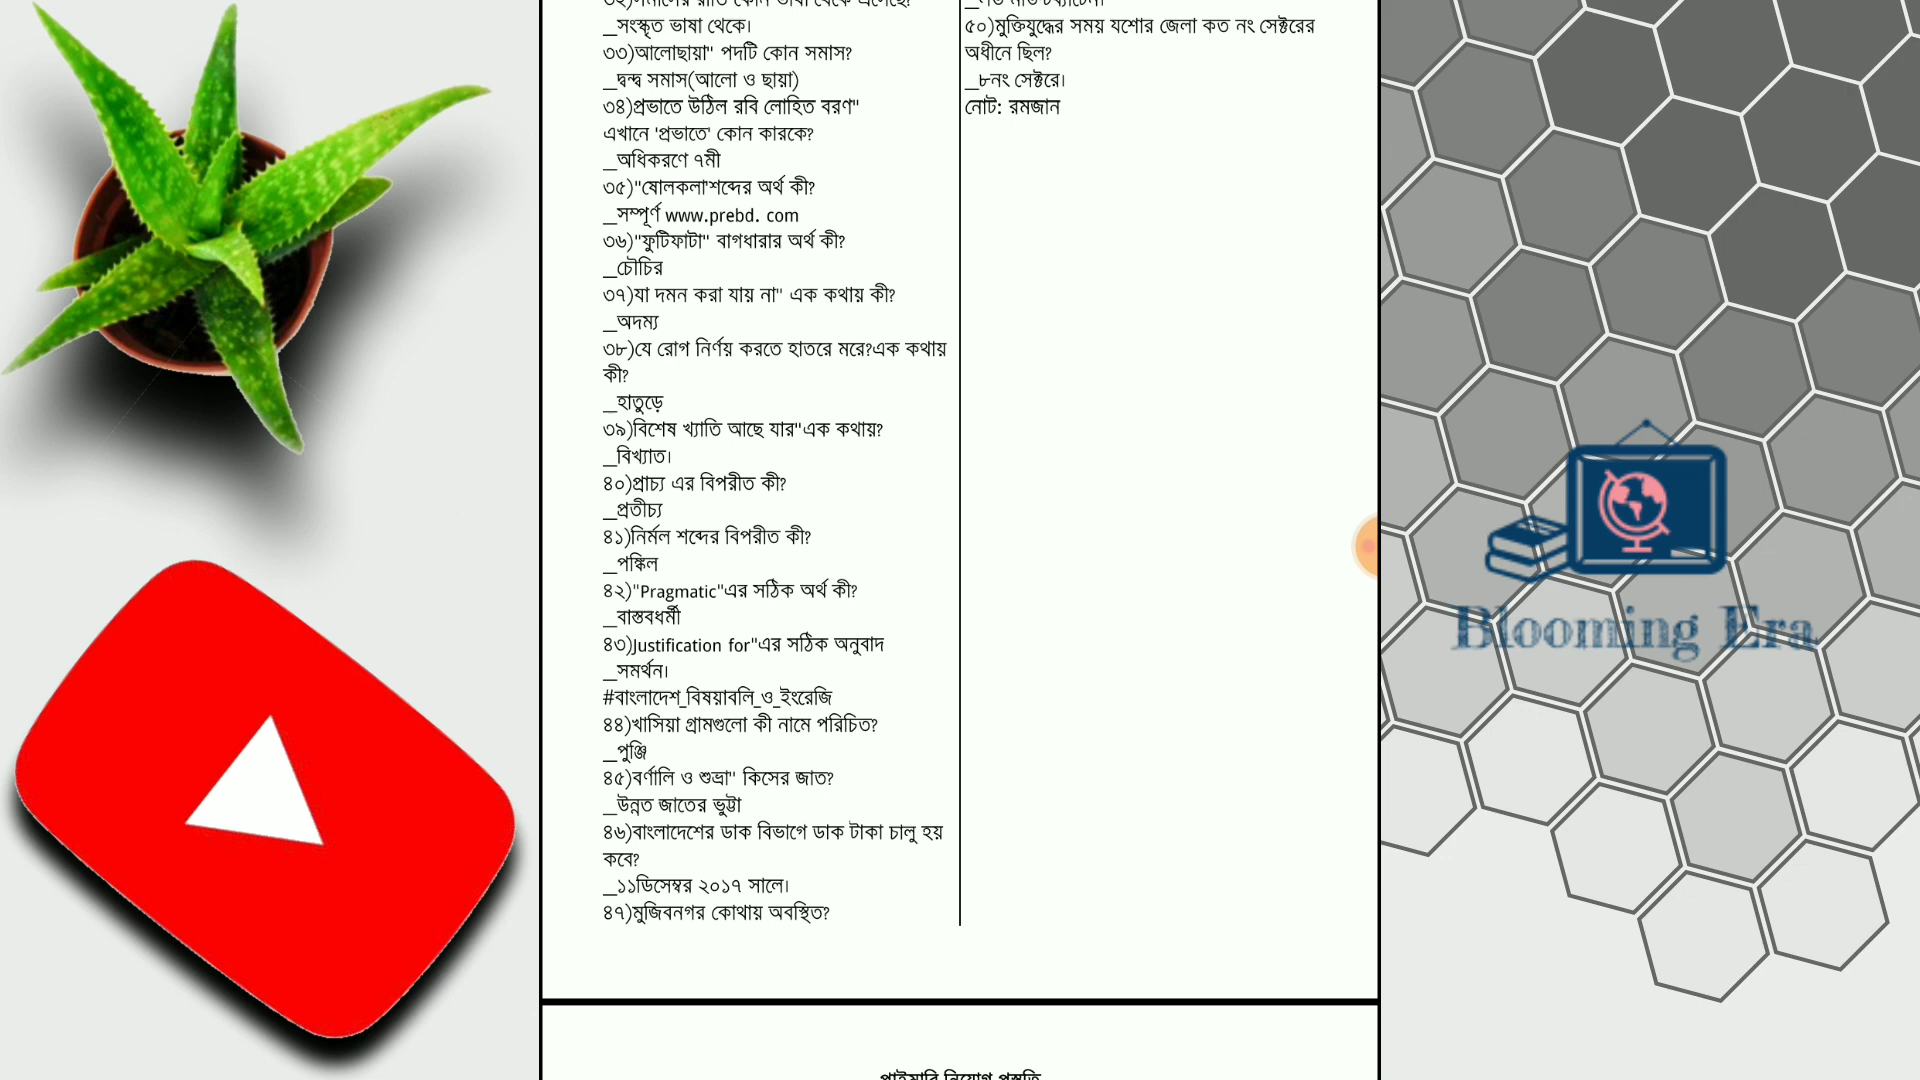 ৩২)সমাসের রীতি কোন ভাষা থেকে এসেছে?
_সংস্কৃত ভাষা থেকে।
৩৩)আলোছায়া" পদটি কোন সমাস?
_দ্বন্দ্ব সমাস(আলো ও ছায়া)
৩৪)প্রভাতে উঠিল রবি লোহিত বরণ"
এখানে 'প্রভাতে' কোন কারকে?
_অধিকরণে ৭মী
৩৫)"ষোলকলা'শব্দের অর্থ কী?
_সম্পূর্ণ www.prebd. com
৩৬)"ফুটিফাটা" বাগধারার অর্থ কী?
_চৌচির
৩৭)যা দমন করা যায় না" এক কথায় কী?
_অদম্য
৩৮)যে রোগ নির্ণয় করতে হাতরে মরে?এক কথায়
কী?
_হাতুড়ে
৩৯)বিশেষ খ্যাতি আছে যার"এক কথায়?
_বিখ্যাত।
৪০)প্রাচ্য এর বিপরীত কী?
_প্রতীচ্য
৪১)নির্মল শব্দের বিপরীত কী?
_পঙ্কিল
৪২)"Pragmatic"এর সঠিক অর্থ কী?
_বাস্তবধর্মী
৪৩)Justification for"এর সঠিক অনুবাদ
_সমর্থন।
#বাংলাদেশ_বিষয়াবলি_ও_ইংরেজি
৪৪)খাসিয়া গ্রামগুলো কী নামে পরিচিত?
_পুঞ্জি
৪৫)বর্ণালি ও শুভ্রা" কিসের জাত?
_উন্নত জাতের ভুট্টা
৪৬)বাংলাদেশের ডাক বিভাগে ডাক টাকা চালু হয়
কবে?
_১১ডিসেম্বর ২০১৭ সালে।
৪৭)মুজিবনগর কোথায় অবস্থিত?
৫০)মুক্তিযুদ্ধের সময় যশোর জেলা কত নং সেক্টরের
অধীনে ছিল?
_৮নং সেক্টরে।
নোট: রমজান
Blooming Era
প্রাইমারি নিয়োগ প্রস্তুতি